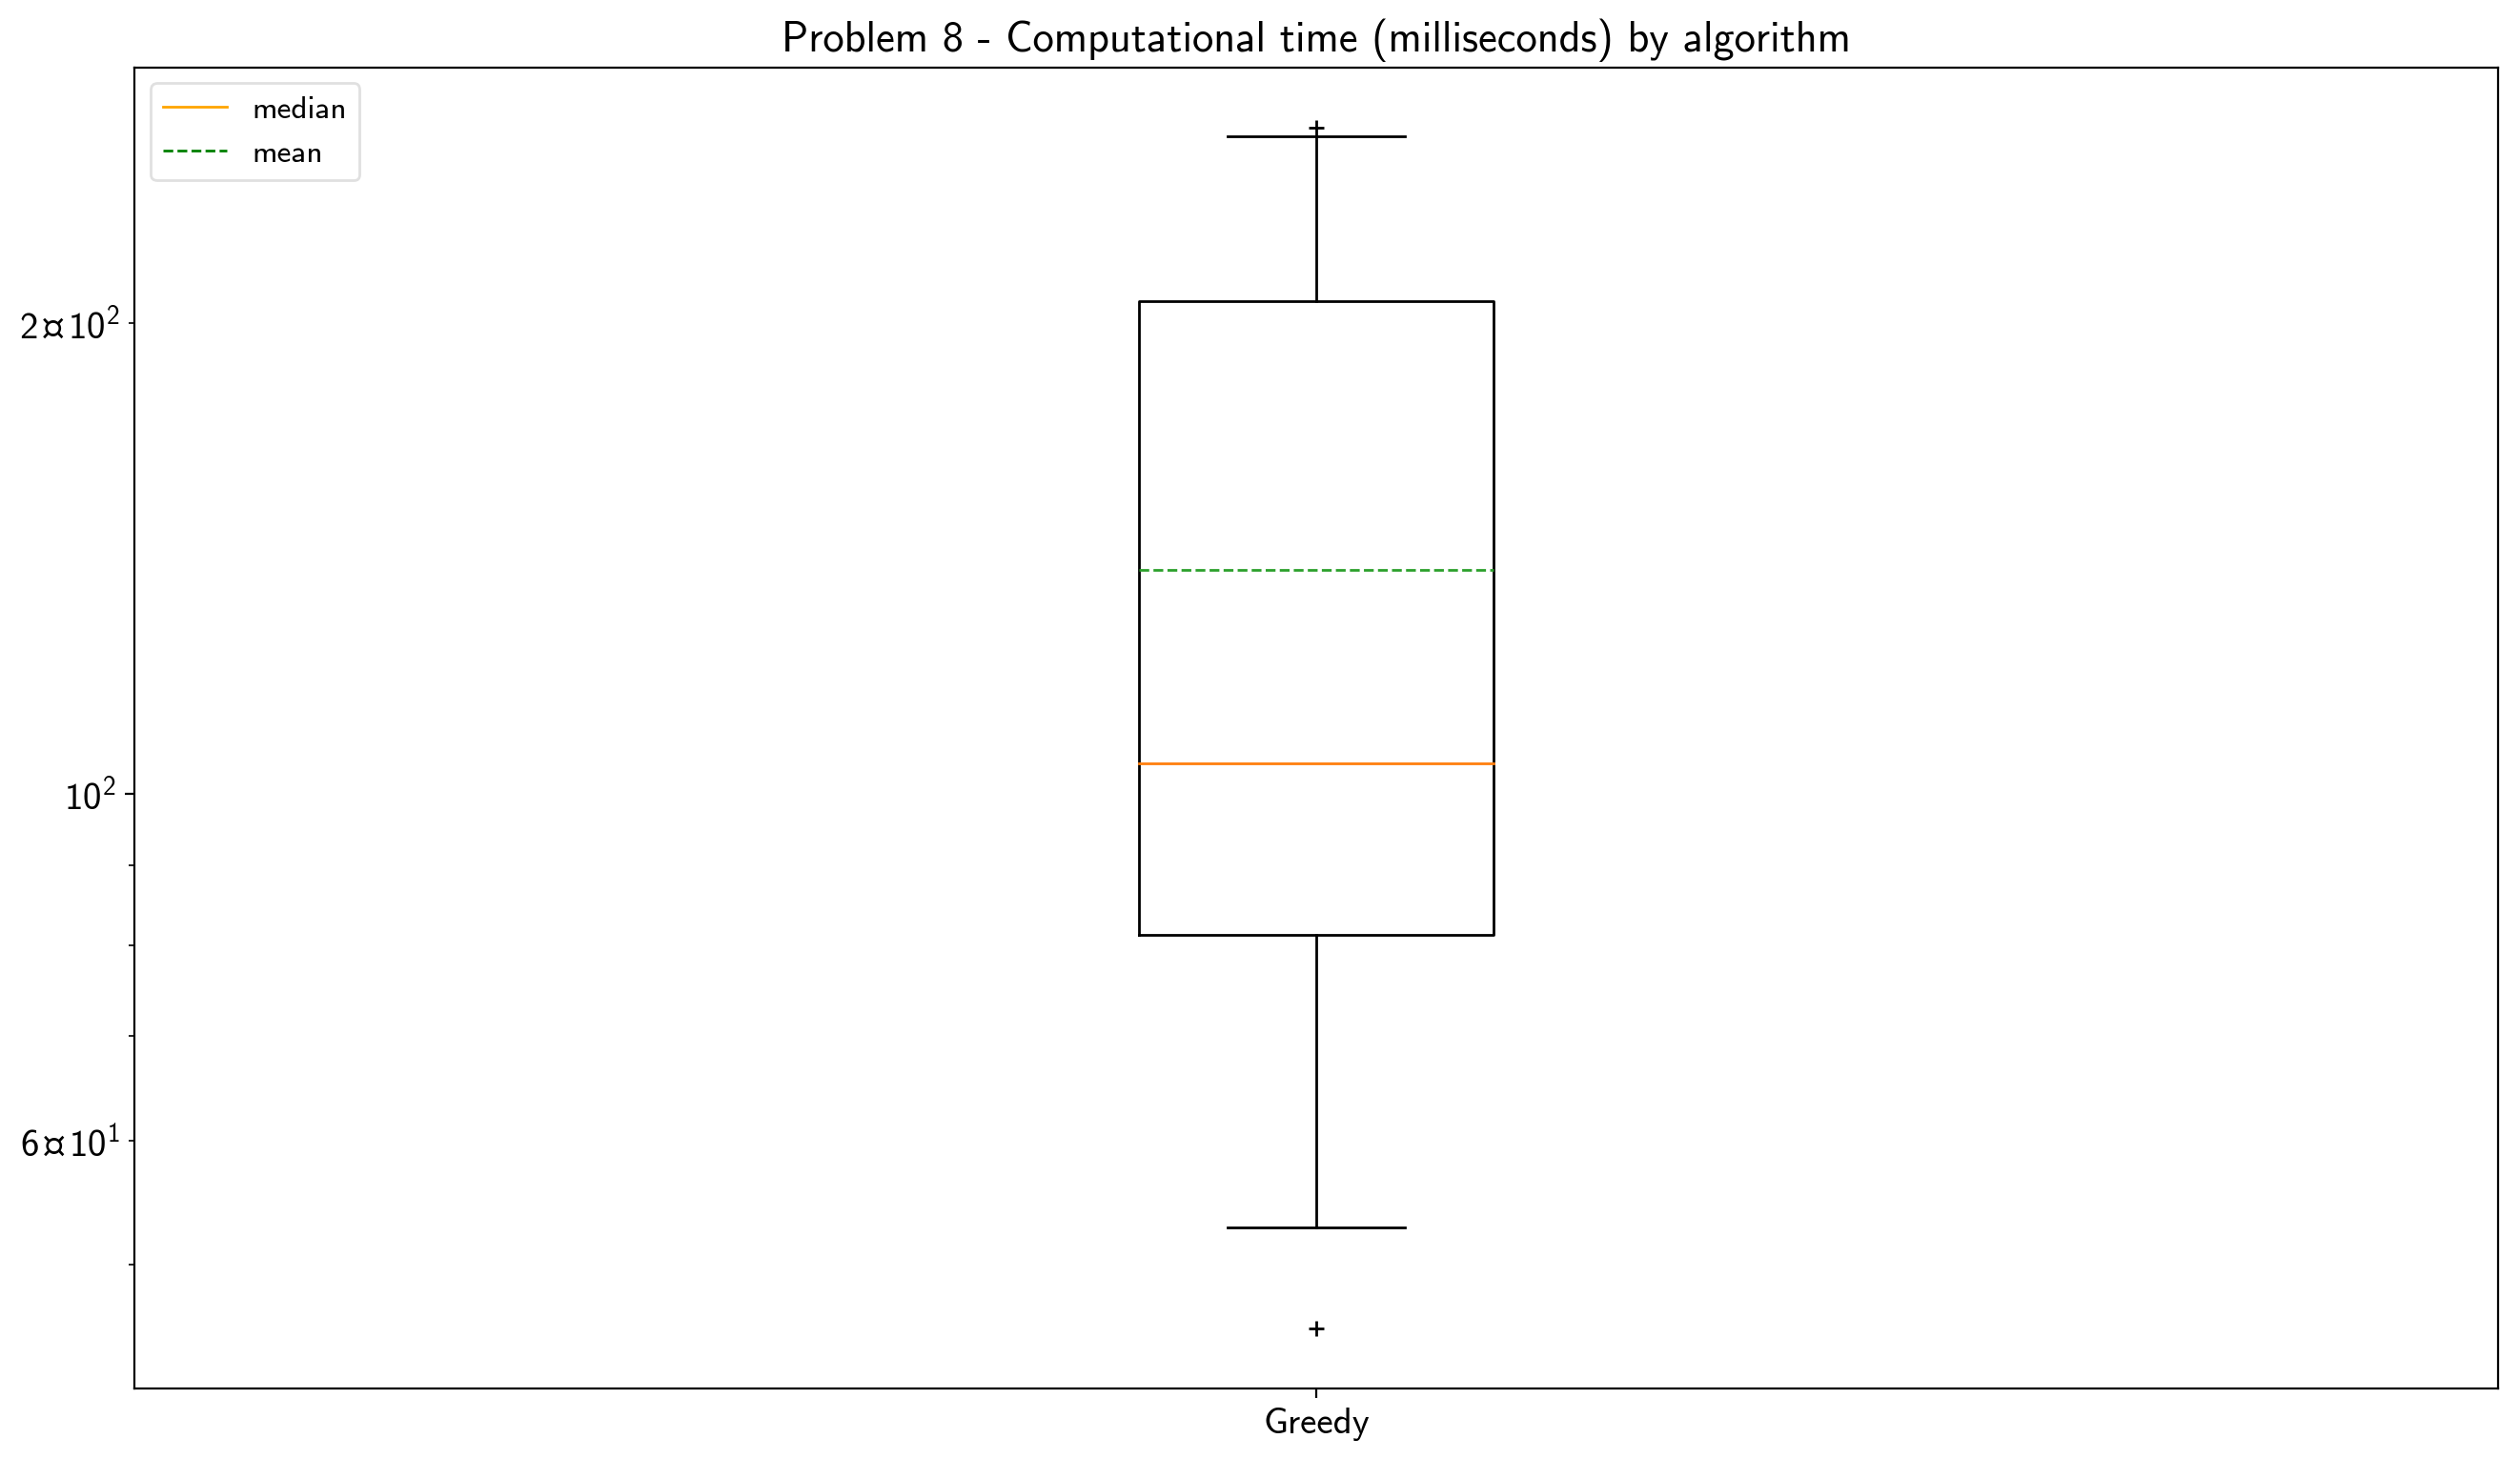 Problem 8 - Computational time (milliseconds) by algorithm
median
mean
2¤10²
10²
6¤10¹
Greedy